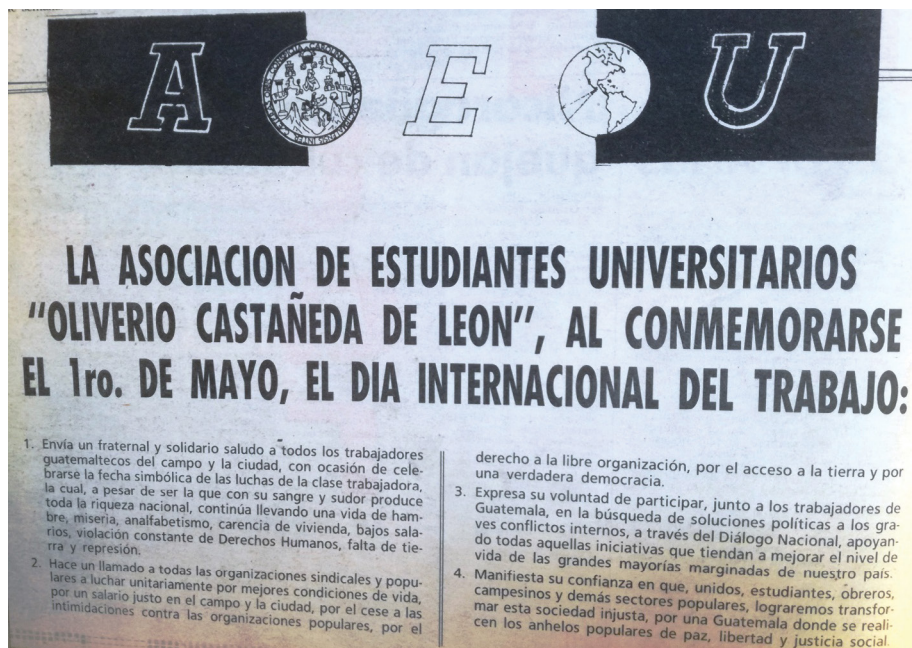 A E U
LA ASOCIACION DE ESTUDIANTES UNIVERSITARIOS
"OLIVERIO CASTAÑEDA DE LEON", AL CONMEMORARSE
EL 1ro. DE MAYO, EL DIA INTERNACIONAL DEL TRABAJO:
1. Envía un fraternal y solidario saludo a todos los trabajadores
guatemaltecos del campo y la ciudad, con ocasión de cele-
brarse la fecha simbólica de las luchas de la clase trabajadora,
la cual, a pesar de ser la que con su sangre y sudor produce
toda la riqueza nacional, continúa llevando una vida de ham-
bre, miseria, analfabetismo, carencia de vivienda, bajos sala-
rios, violación constante de Derechos Humanos, falta de tie-
rra y represión.
2. Hace un llamado a todas las organizaciones sindicales y popu-
lares a luchar unitariamente por mejores condiciones de vida,
por un salario justo en el campo y la ciudad, por el cese a las
intimidaciones contra las organizaciones populares, por el
derecho a la libre organización, por el acceso a la tierra y por
una verdadera democracia.
3. Expresa su voluntad de participar, junto a los trabajadores de
Guatemala, en la búsqueda de soluciones políticas a los gra-
ves conflictos internos, a través del Diálogo Nacional, apoyan-
do todas aquellas iniciativas que tiendan a mejorar el nivel de
vida de las grandes mayorías marginadas de nuestro país.
4. Manifiesta su confianza en que, unidos, estudiantes, obreros,
campesinos y demás sectores populares, lograremos transfor-
mar esta sociedad injusta, por una Guatemala donde se reali-
cen los anhelos populares de paz, libertad y justicia social.